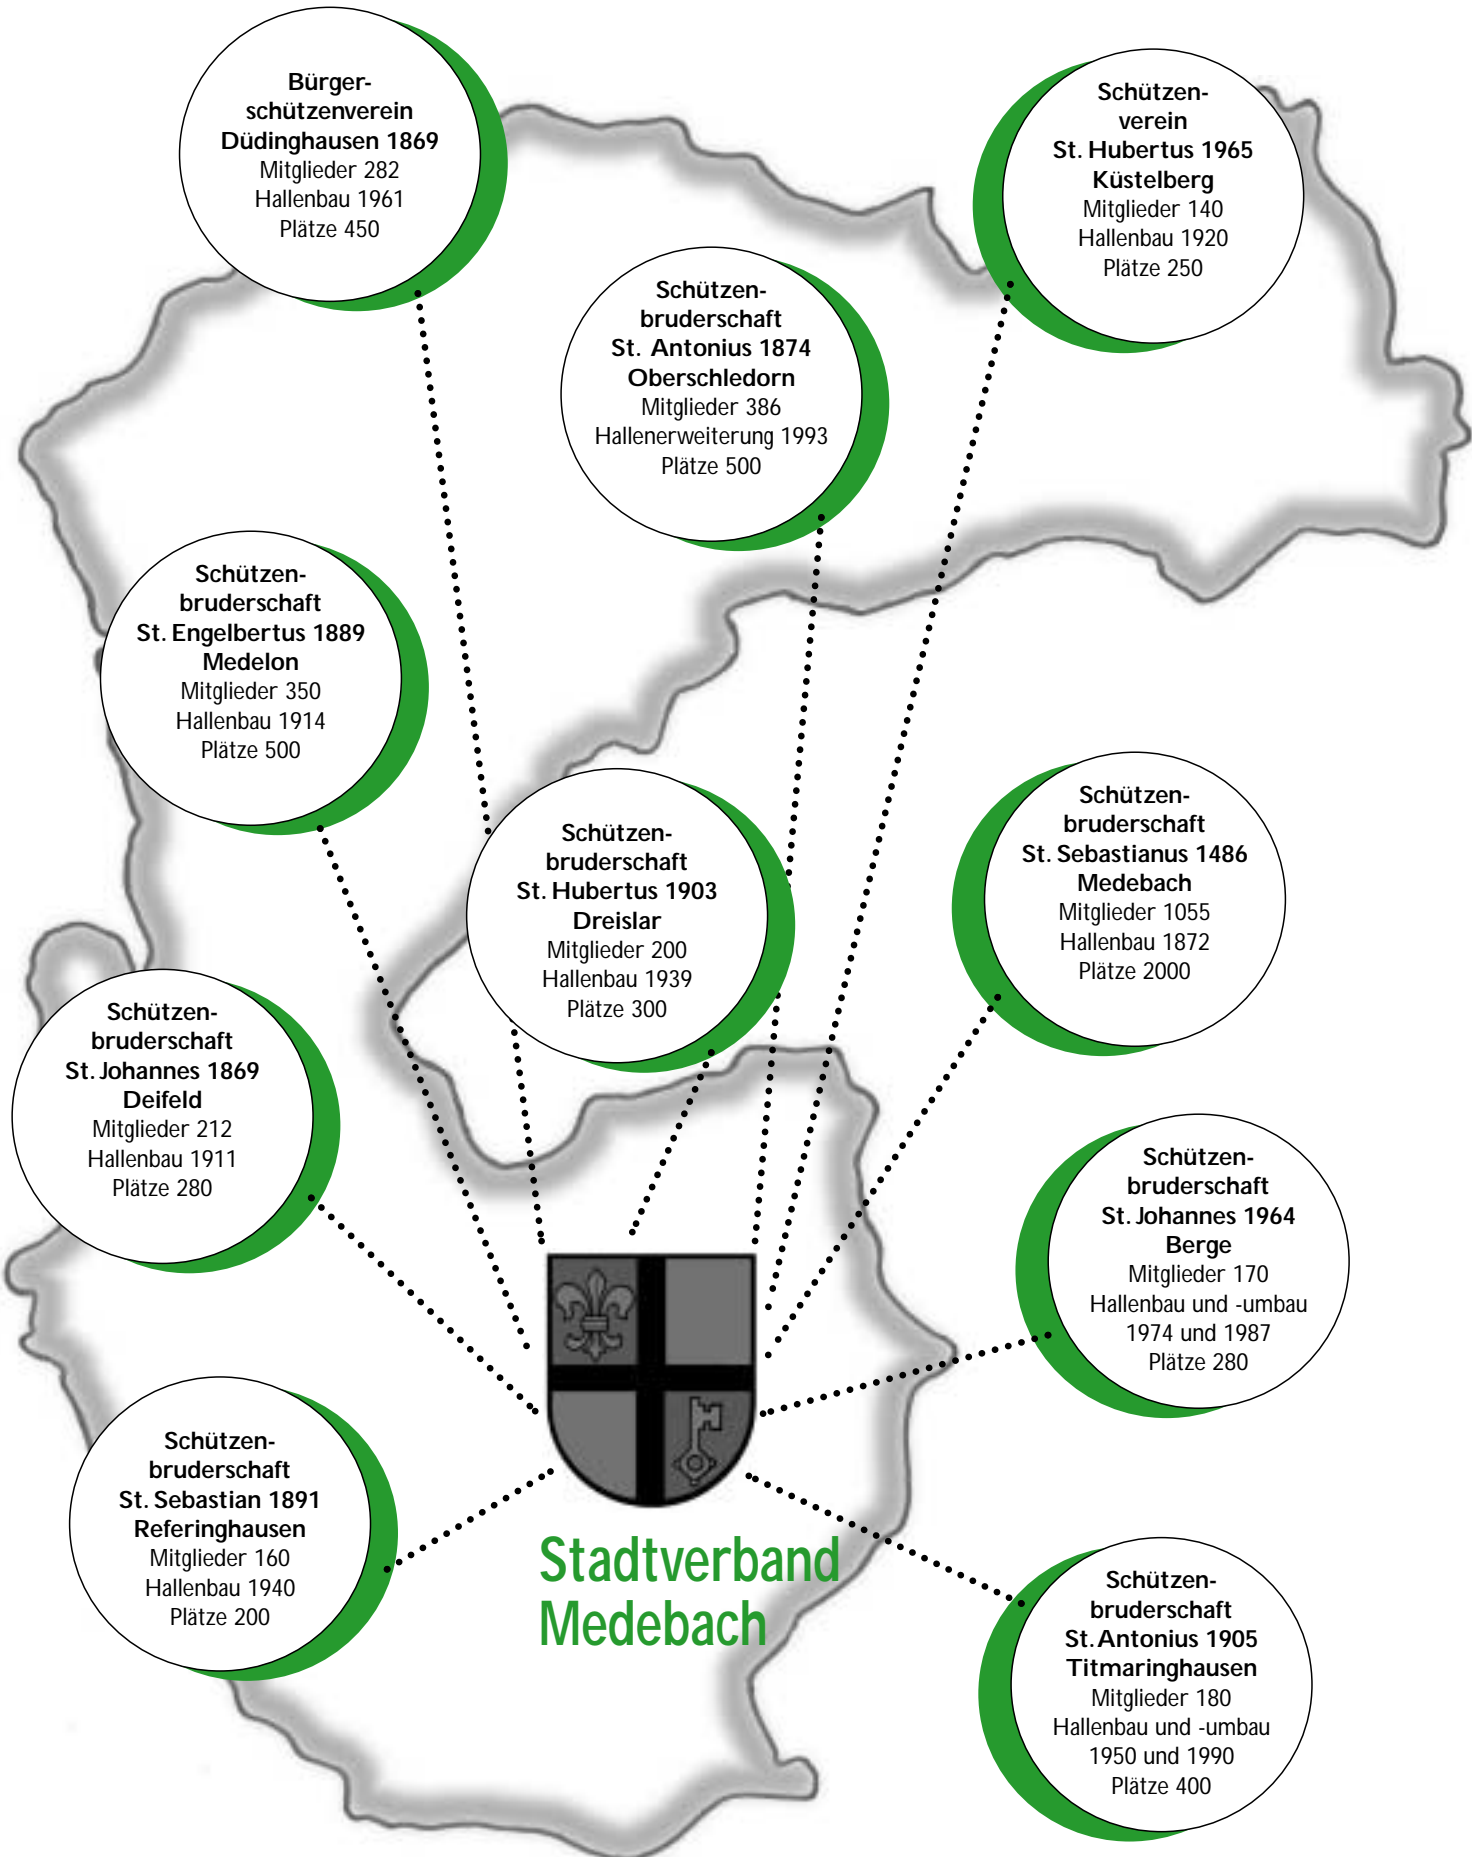 Bürger-
schützenverein
Düdinghausen 1869
Mitglieder 282
Hallenbau 1961
Plätze 450
Schützen-
verein
St. Hubertus 1965
Küstelberg
Mitglieder 140
Hallenbau 1920
Plätze 250
Schützen-
bruderschaft
St. Antonius 1874
Oberschledorn
Mitglieder 386
Hallenerweiterung 1993
Plätze 500
Schützen-
bruderschaft
St. Engelbertus 1889
Medelon
Mitglieder 350
Hallenbau 1914
Plätze 500
Schützen-
bruderschaft
St. Hubertus 1903
Dreislar
Mitglieder 200
Hallenbau 1939
Plätze 300
Schützen-
bruderschaft
St. Sebastianus 1486
Medebach
Mitglieder 1055
Hallenbau 1872
Plätze 2000
Schützen-
bruderschaft
St. Johannes 1869
Deifeld
Mitglieder 212
Hallenbau 1911
Plätze 280
Schützen-
bruderschaft
St. Johannes 1964
Berge
Mitglieder 170
Hallenbau und -umbau
1974 und 1987
Plätze 280
Schützen-
bruderschaft
St. Sebastian 1891
Referinghausen
Mitglieder 160
Hallenbau 1940
Plätze 200
Stadtverband
Medebach
Schützen-
bruderschaft
St. Antonius 1905
Titmaringhausen
Mitglieder 180
Hallenbau und -umbau
1950 und 1990
Plätze 400